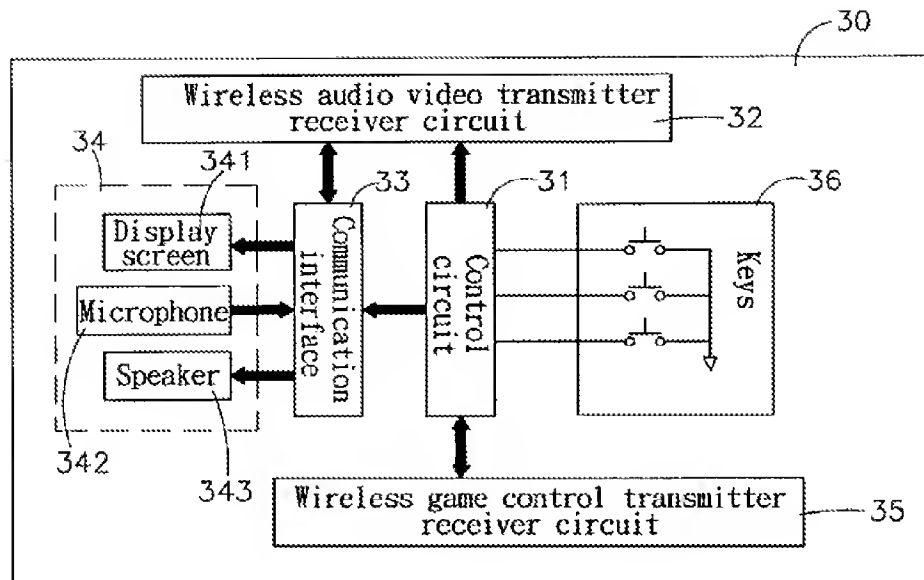 30
Wireless audio video transmitter
receiver circuit
32
34
341
33
31
36
Display
screen
Communication
interface
Control
circuit
Keys
Microphone
Speaker
342
343
Wireless game control transmitter
receiver circuit
35